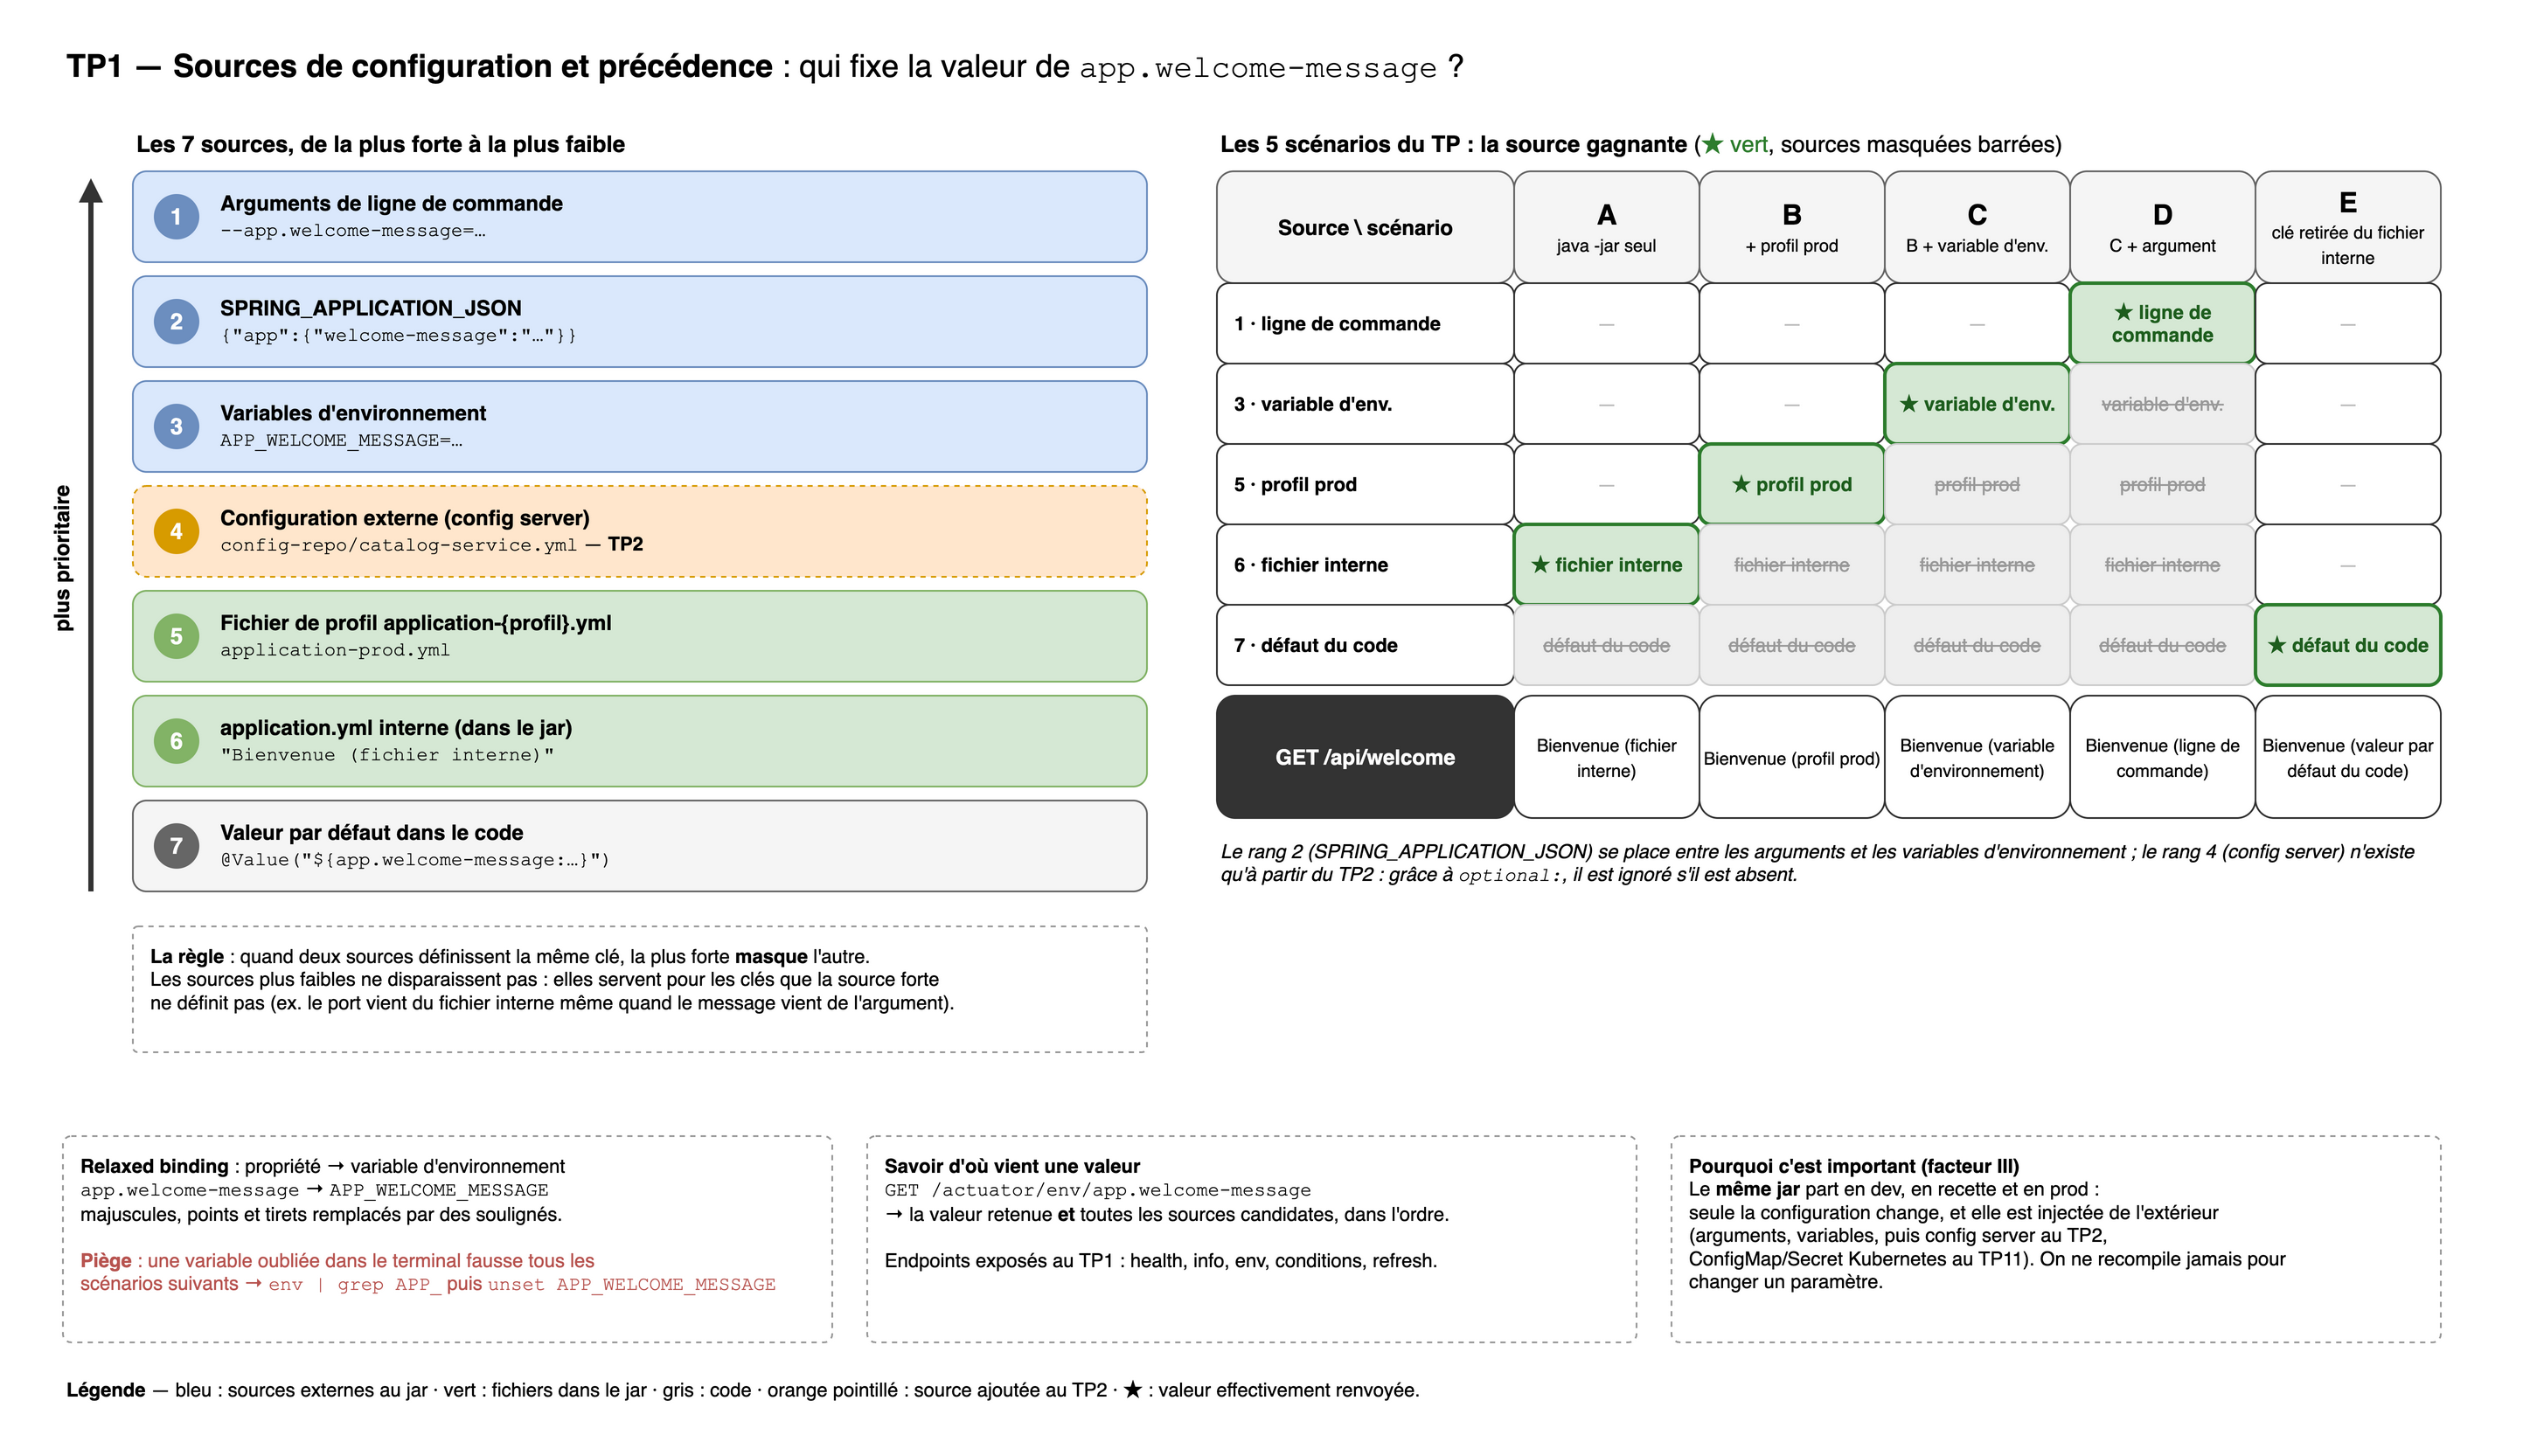 TP1 — Sources de configuration et précédence : qui fixe la valeur de app.welcome-message ?
Les 7 sources, de la plus forte à la plus faible
plus prioritaire
1
Arguments de ligne de commande
--app.welcome-message=…
2
SPRING_APPLICATION_JSON
{"app":{"welcome-message":"…"}}
3
Variables d'environnement
APP_WELCOME_MESSAGE=…
4
Configuration externe (config server)
config-repo/catalog-service.yml — TP2
5
Fichier de profil application-{profil}.yml
application-prod.yml
6
application.yml interne (dans le jar)
"Bienvenue (fichier interne)"
7
Valeur par défaut dans le code
@Value("${app.welcome-message:…}")
La règle : quand deux sources définissent la même clé, la plus forte masque l'autre.
Les sources plus faibles ne disparaissent pas : elles servent pour les clés que la source forte
ne définit pas (ex. le port vient du fichier interne même quand le message vient de l'argument).
Les 5 scénarios du TP : la source gagnante (★ vert, sources masquées barrées)
Source \ scénario
A
java -jar seul
B
+ profil prod
C
B + variable d'env.
D
C + argument
E
clé retirée du fichier
interne
1 · ligne de commande
—
—
—
★ ligne de
commande
—
3 · variable d'env.
—
—
★ variable d'env.
variable d'env.
—
5 · profil prod
—
★ profil prod
profil prod
profil prod
—
6 · fichier interne
★ fichier interne
fichier interne
fichier interne
fichier interne
—
7 · défaut du code
défaut du code
défaut du code
défaut du code
défaut du code
★ défaut du code
GET /api/welcome
Bienvenue (fichier
interne)
Bienvenue (profil prod)
Bienvenue (variable
d'environnement)
Bienvenue (ligne de
commande)
Bienvenue (valeur par
défaut du code)
Le rang 2 (SPRING_APPLICATION_JSON) se place entre les arguments et les variables d'environnement ; le rang 4 (config server) n'existe
qu'à partir du TP2 : grâce à optional:, il est ignoré s'il est absent.
Relaxed binding : propriété → variable d'environnement
app.welcome-message → APP_WELCOME_MESSAGE
majuscules, points et tirets remplacés par des soulignés.
Piège : une variable oubliée dans le terminal fausse tous les
scénarios suivants → env | grep APP_ puis unset APP_WELCOME_MESSAGE
Savoir d'où vient une valeur
GET /actuator/env/app.welcome-message
→ la valeur retenue et toutes les sources candidates, dans l'ordre.
Endpoints exposés au TP1 : health, info, env, conditions, refresh.
Pourquoi c'est important (facteur III)
Le même jar part en dev, en recette et en prod :
seule la configuration change, et elle est injectée de l'extérieur
(arguments, variables, puis config server au TP2,
ConfigMap/Secret Kubernetes au TP11). On ne recompile jamais pour
changer un paramètre.
Légende — bleu : sources externes au jar · vert : fichiers dans le jar · gris : code · orange pointillé : source ajoutée au TP2 · ★ : valeur effectivement renvoyée.